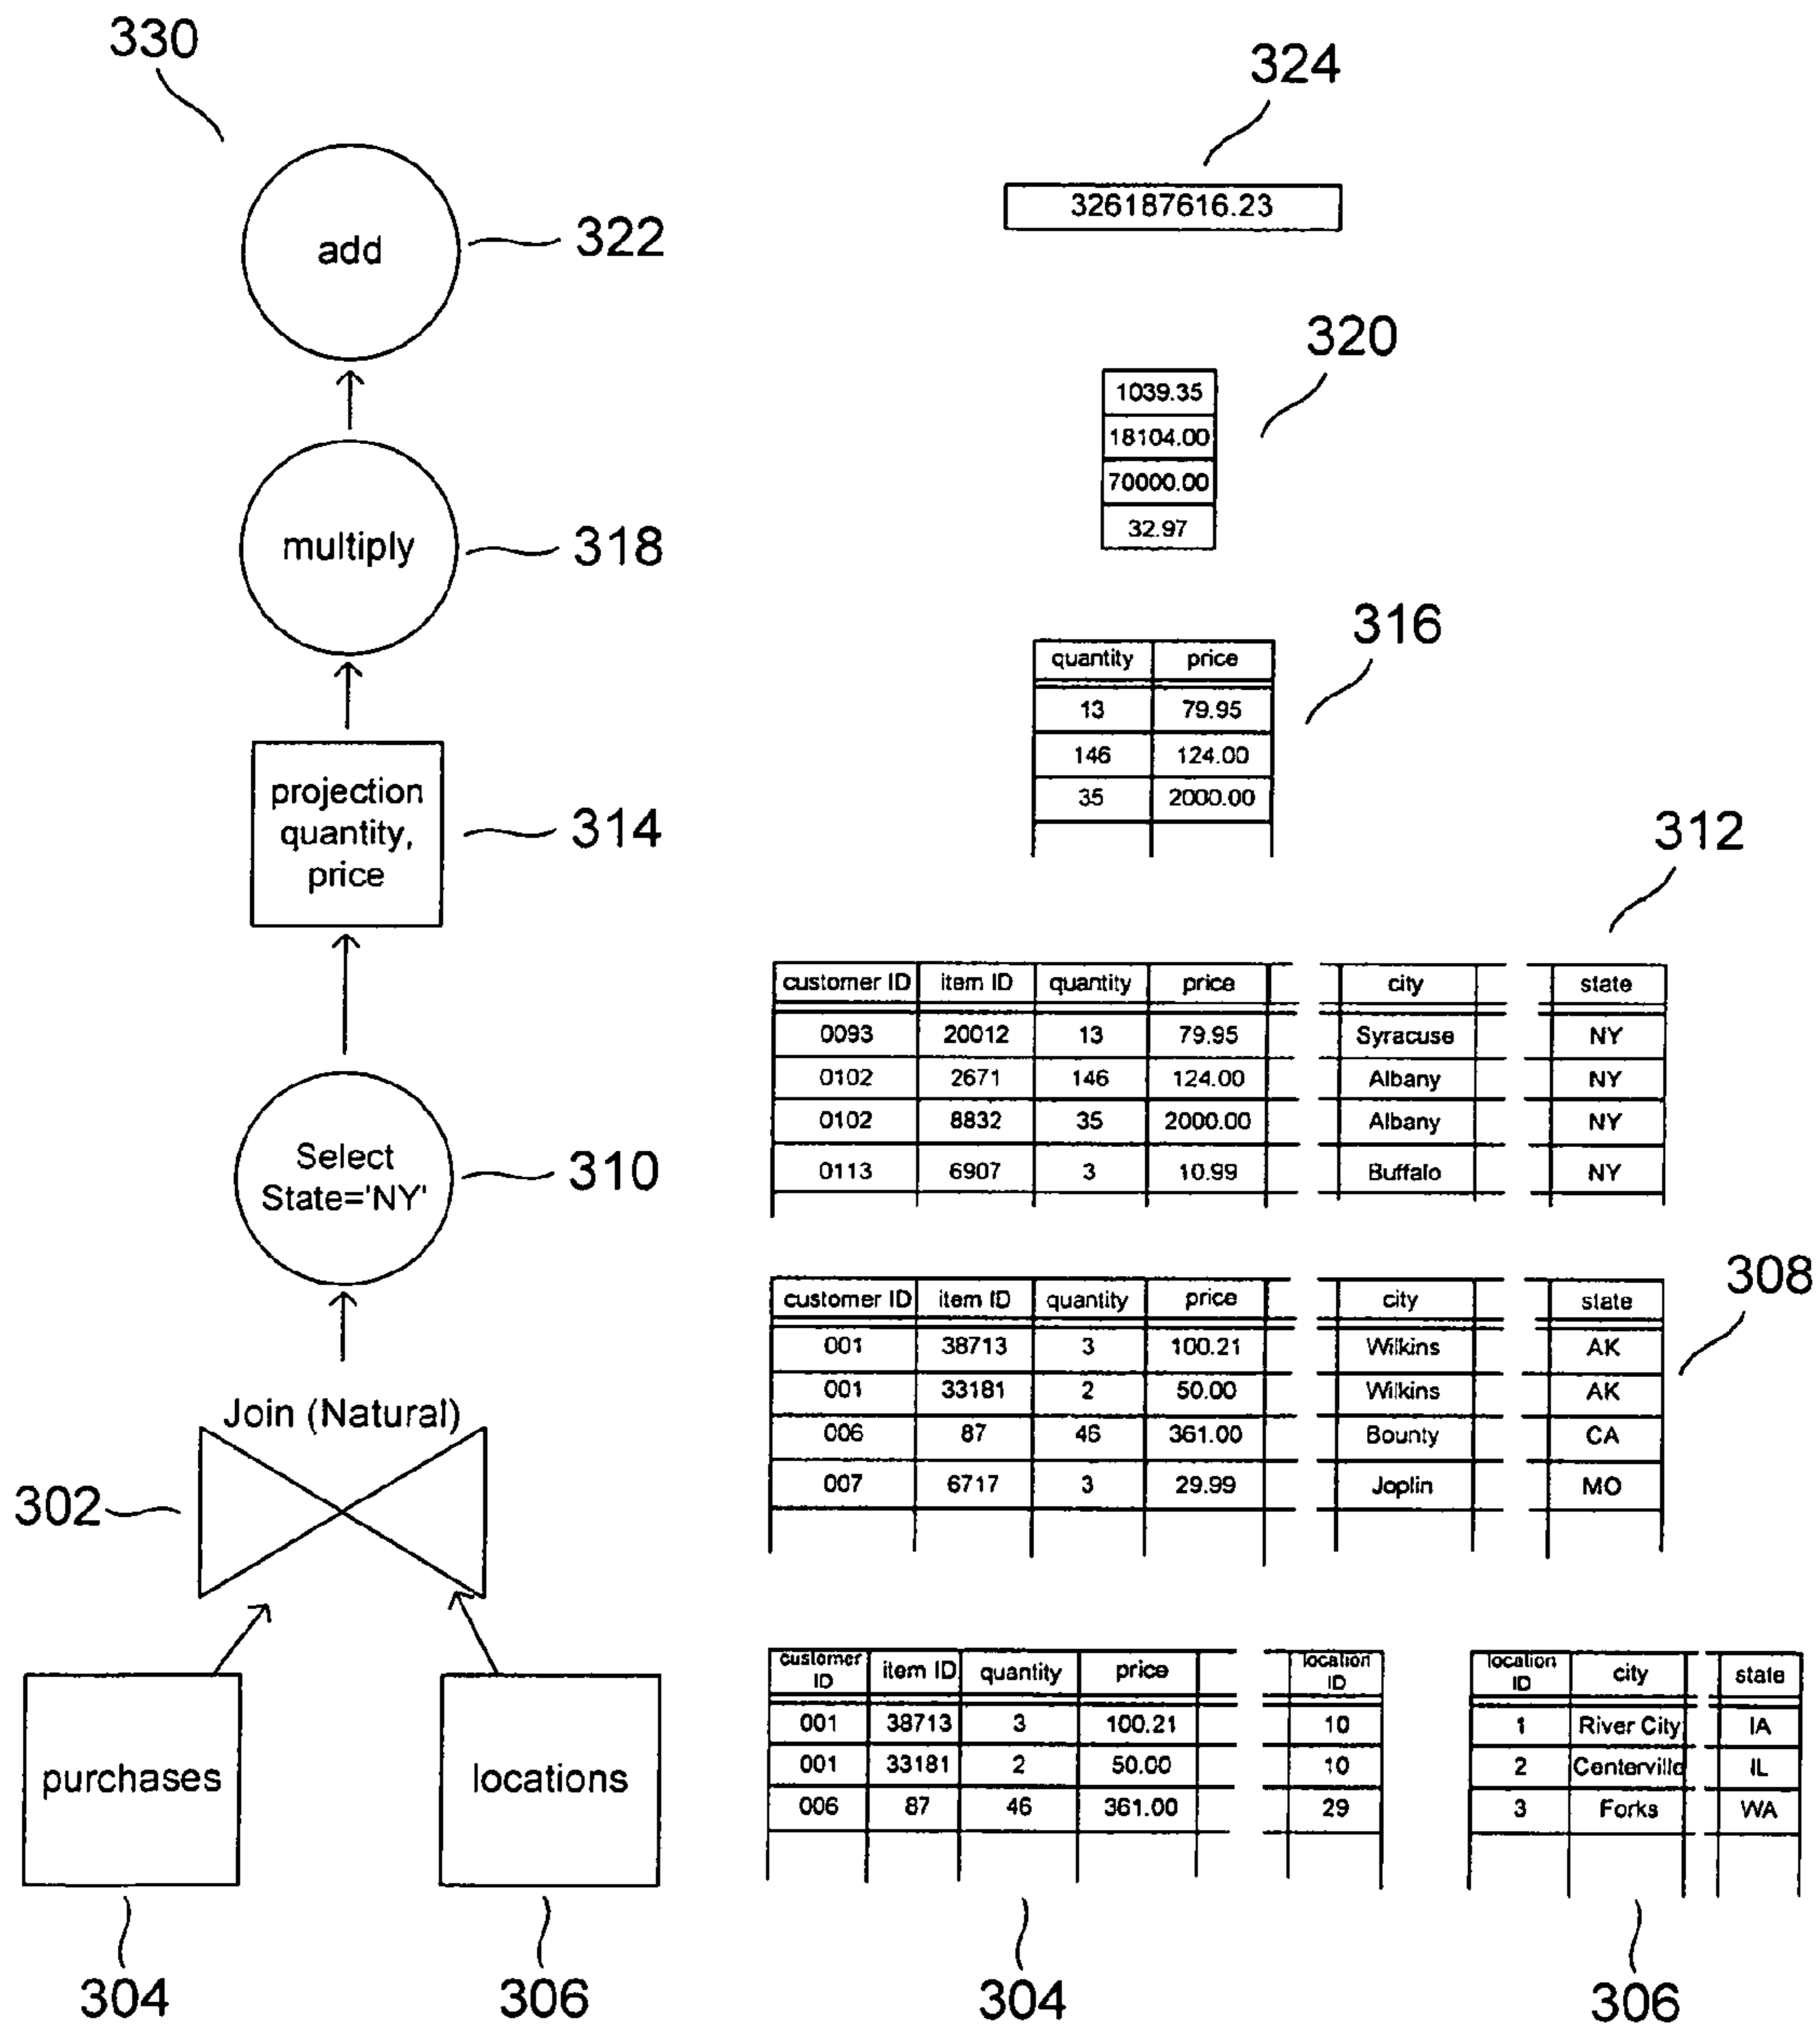 330
324
326187616.23
add
322
320
1039.35
18104.00
70000.00
32.97
multiply
318
316
quantity price
13 79.95
146 124.00
35 2000.00
projection
quantity,
price
314
312
customer ID item ID quantity price city state
0093 20012 13 79.95 Syracuse NY
0102 2671 146 124.00 Albany NY
0102 8832 35 2000.00 Albany NY
0113 6907 3 10.99 Buffalo NY
Select
State='NY'
310
308
customer ID item ID quantity price city state
001 38713 3 100.21 Wilkins AK
001 33181 2 50.00 Wilkins AK
006 87 46 361.00 Bounty CA
007 6717 3 29.99 Joplin MO
Join (Natural)
302
purchases
locations
customer ID item ID quantity price location ID
001 38713 3 100.21 10
001 33181 2 50.00 10
006 87 46 361.00 29
location ID city state
1 River City IA
2 Centerville IL
3 Forks WA
304
306
304
306